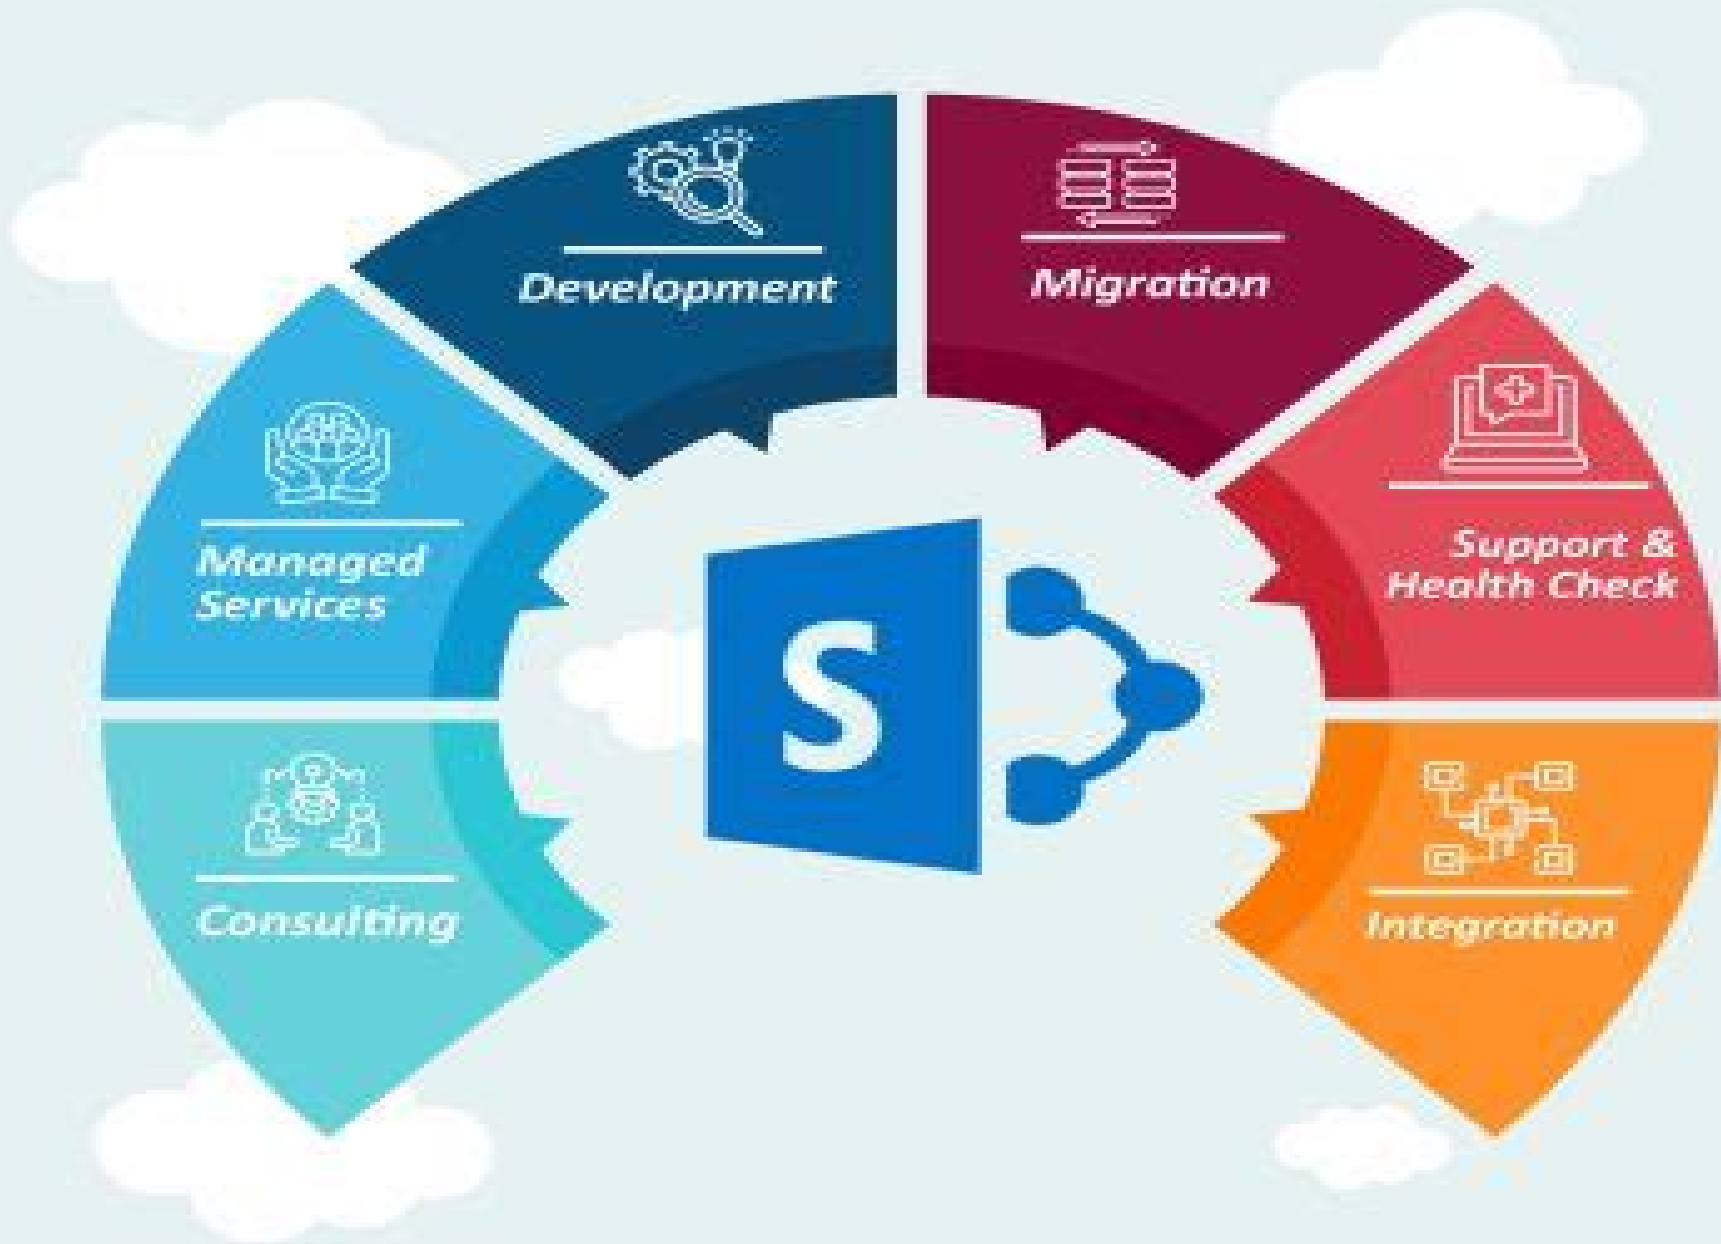 Development
Migration
Managed
Services
Support &
Health Check
S
Consulting
Integration